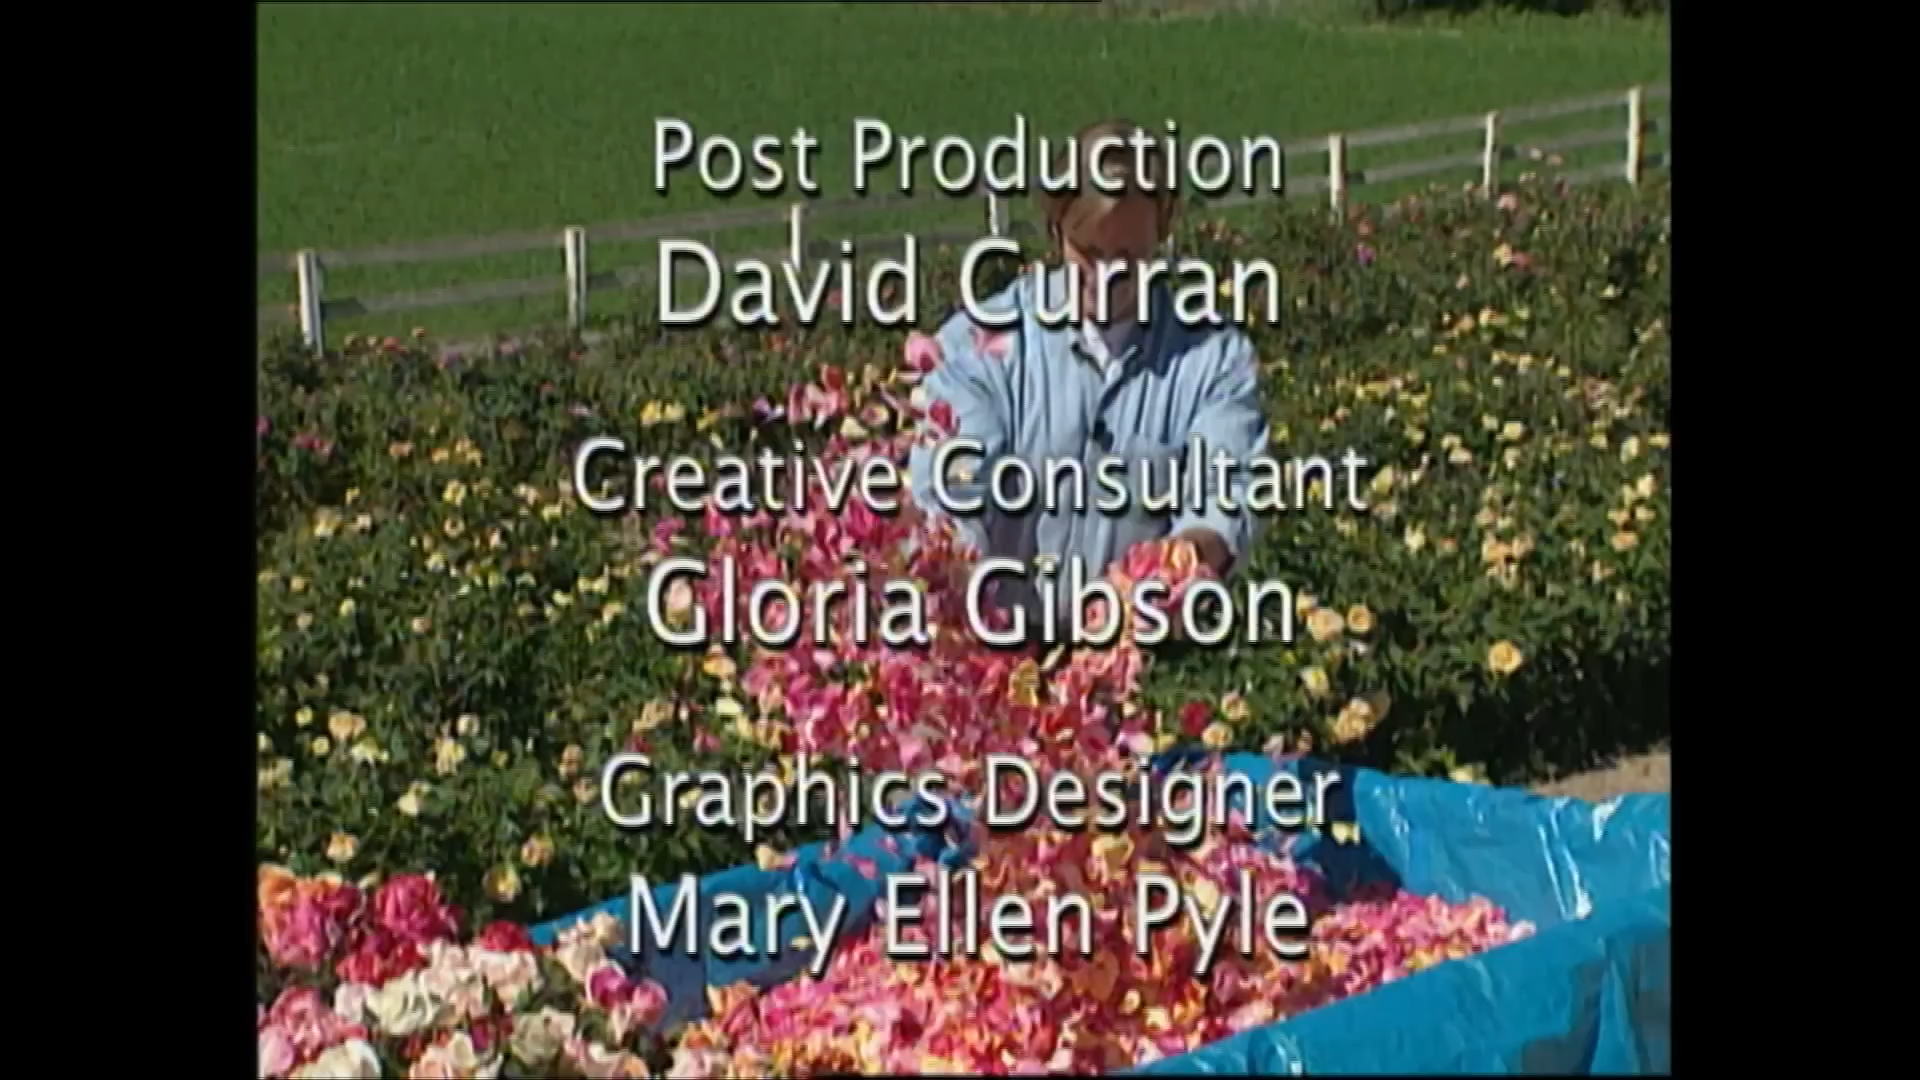 Post Production
David Curran
Creative Consultant
Gloria Gibson
Graphics Designer
Mary Ellen Pyle